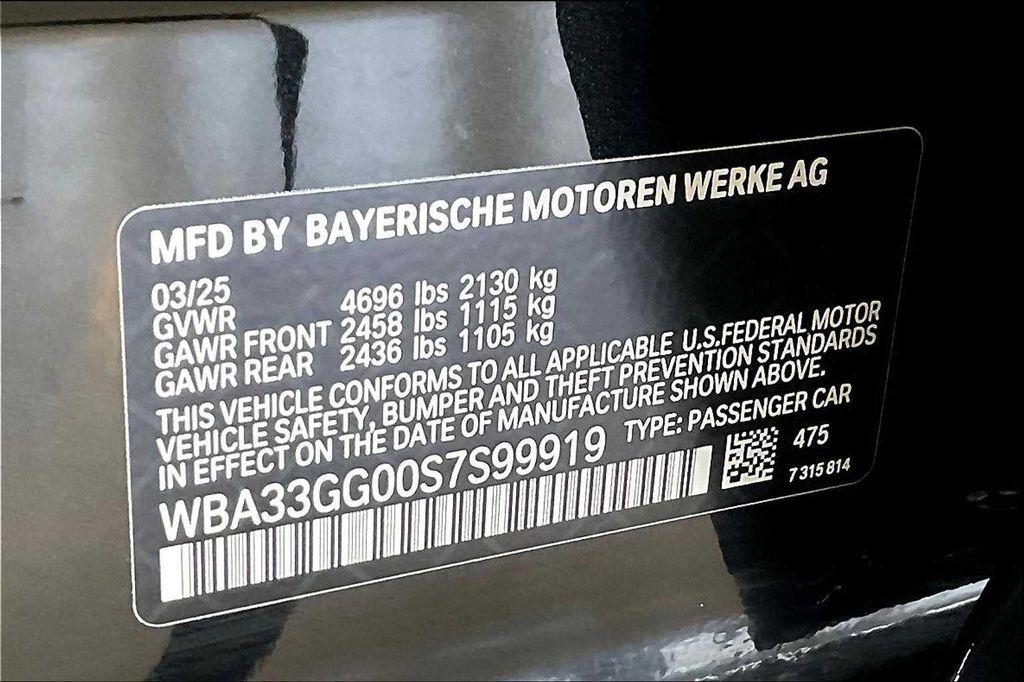 MFD BY BAYERISCHE MOTOREN WERKE AG
03/25
GVWR 4696 lbs 2130 kg
GAWR FRONT 2458 lbs 1115 kg
GAWR REAR 2436 lbs 1105 kg
THIS VEHICLE CONFORMS TO ALL APPLICABLE U.S.FEDERAL MOTOR
VEHICLE SAFETY, BUMPER AND THEFT PREVENTION STANDARDS
IN EFFECT ON THE DATE OF MANUFACTURE SHOWN ABOVE.
WBA33GG00S7S99919 TYPE: PASSENGER CAR
475
7 315 814